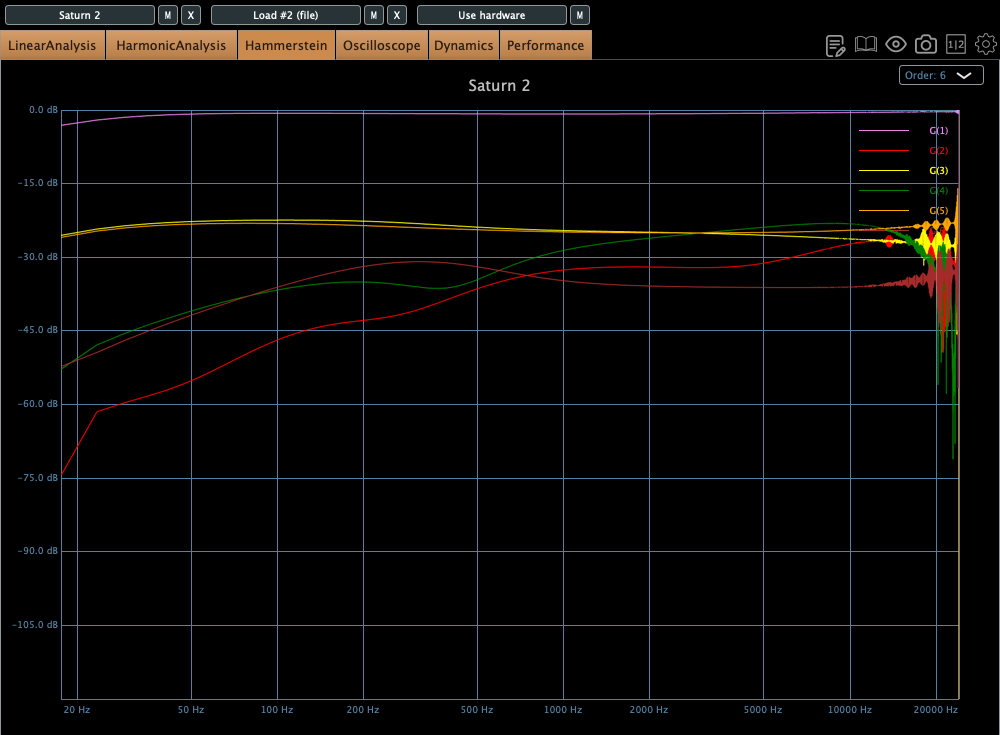 Saturn 2 M X Load #2 (file) M X Use hardware M
LinearAnalysis HarmonicAnalysis Hammerstein Oscilloscope Dynamics Performance
1|2
Order: 6
Saturn 2
0.0 dB
G(1)
G(2)
G(3)
−15.0 dB
G(4)
G(5)
−30.0 dB
−45.0 dB
−60.0 dB
−75.0 dB
−90.0 dB
−105.0 dB
20 Hz 50 Hz 100 Hz 200 Hz 500 Hz 1000 Hz 2000 Hz 5000 Hz 10000 Hz 20000 Hz